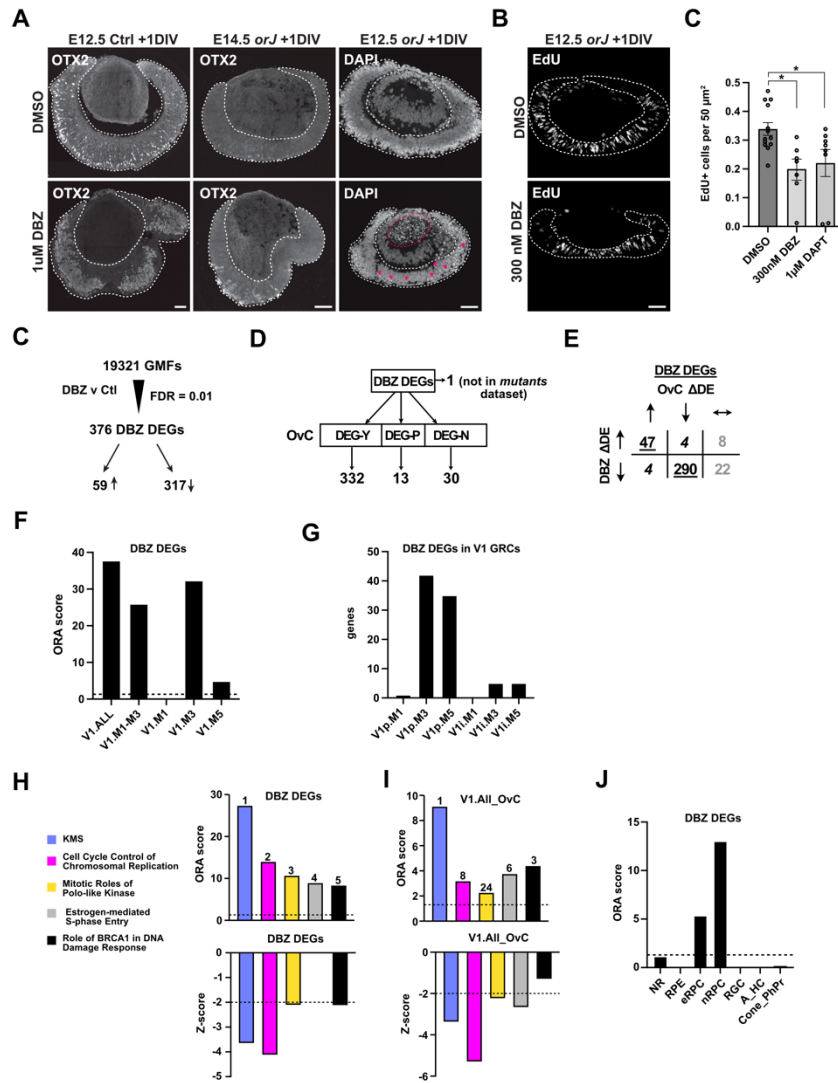 A
B
C
E12.5 Ctrl +1DIV
E14.5 orJ +1DIV
E12.5 orJ +1DIV
E12.5 orJ +1DIV
DMSO
OTX2
OTX2
DAPI
1uM DBZ
OTX2
OTX2
DAPI
DMSO
EdU
300 nM DBZ
EdU
EdU+ cells per 50 µm²
0.5
0.4
0.3
0.2
0.1
0.0
*
*
DMSO
300nM DBZ
1µM DAPT
C
19321 GMFs
DBZ v Ctl
FDR = 0.01
376 DBZ DEGs
59 ↑
317 ↓
D
DBZ DEGs → 1 (not in mutants
dataset)
OvC
DEG-Y
DEG-P
DEG-N
332
13
30
E
DBZ DEGs
OvC ΔDE
↑ ↓ ↔
DBZ ΔDE
↑ 47 4 8
↓ 4 290 22
F
DBZ DEGs
ORA score
40
30
20
10
0
V1.ALL
V1.M1-M3
V1.M1
V1.M3
V1.M5
G
DBZ DEGs in V1 GRCs
genes
50
40
30
20
10
0
V1p.M1
V1p.M3
V1p.M5
V1i.M1
V1i.M3
V1i.M5
H
KMS
Cell Cycle Control of
Chromosomal Replication
Mitotic Roles of
Polo-like Kinase
Estrogen-mediated
S-phase Entry
Role of BRCA1 in DNA
Damage Response
DBZ DEGs
ORA score
30
20
10
0
1
2
3
4
5
DBZ DEGs
Z-score
0
-1
-2
-3
-4
-5
I
V1.All_OvC
ORA score
10
8
6
4
2
0
1
8
24
6
3
V1.All_OvC
Z-score
0
-2
-4
-6
J
DBZ DEGs
ORA score
15
10
5
0
NR
RPE
eRPC
nRPC
RGC
A_HC
Cone_PhPr